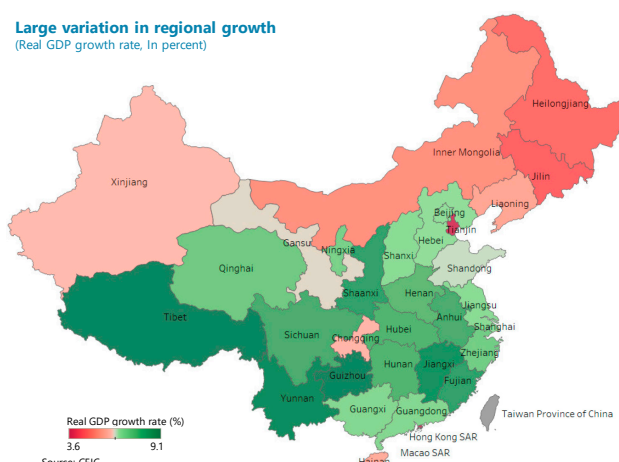 Large variation in regional growth
(Real GDP growth rate, In percent)
Heilongjiang
Inner Mongolia
Jilin
Xinjiang
Liaoning
Beijing
Tianjin
Hebei
Gansu
Ningxia
Shanxi
Shandong
Qinghai
Shaanxi
Henan
Jiangsu
Tibet
Anhui
Shanghai
Sichuan
Chongqing
Hubei
Zhejiang
Hunan
Jiangxi
Guizhou
Fujian
Yunnan
Guangxi
Guangdong
Taiwan Province of China
Real GDP growth rate (%)
3.6 9.1
Hong Kong SAR
Macao SAR
Hainan
Source: CEIC